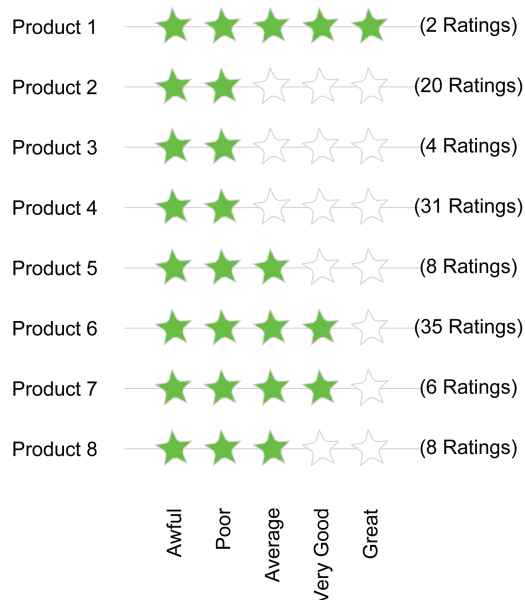 Product 1 (2 Ratings)
Product 2 (20 Ratings)
Product 3 (4 Ratings)
Product 4 (31 Ratings)
Product 5 (8 Ratings)
Product 6 (35 Ratings)
Product 7 (6 Ratings)
Product 8 (8 Ratings)
Awful
Poor
Average
Very Good
Great